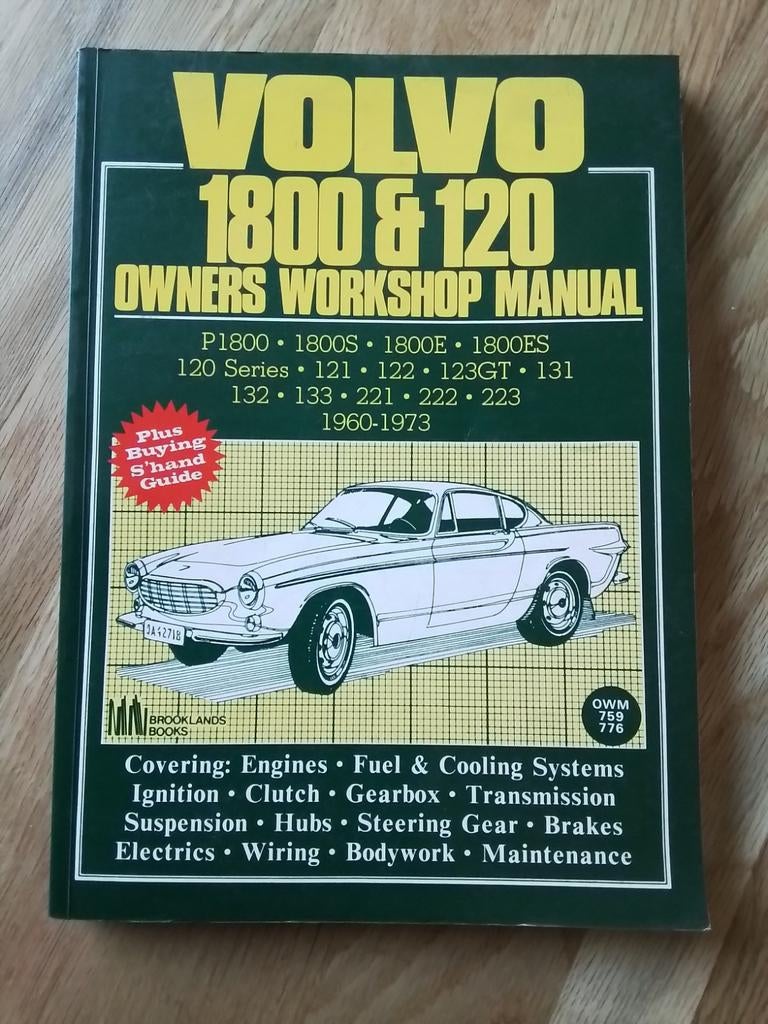 VOLVO
1800 & 120
OWNERS WORKSHOP MANUAL
P1800 • 1800S • 1800E • 1800ES
120 Series • 121 • 122 • 123GT • 131
132 • 133 • 221 • 222 • 223
1960-1973
Plus
Buying
S'hand
Guide
BROOKLANDS
BOOKS
OWM
759
776
Covering: Engines • Fuel & Cooling Systems
Ignition • Clutch • Gearbox • Transmission
Suspension • Hubs • Steering Gear • Brakes
Electrics • Wiring • Bodywork • Maintenance